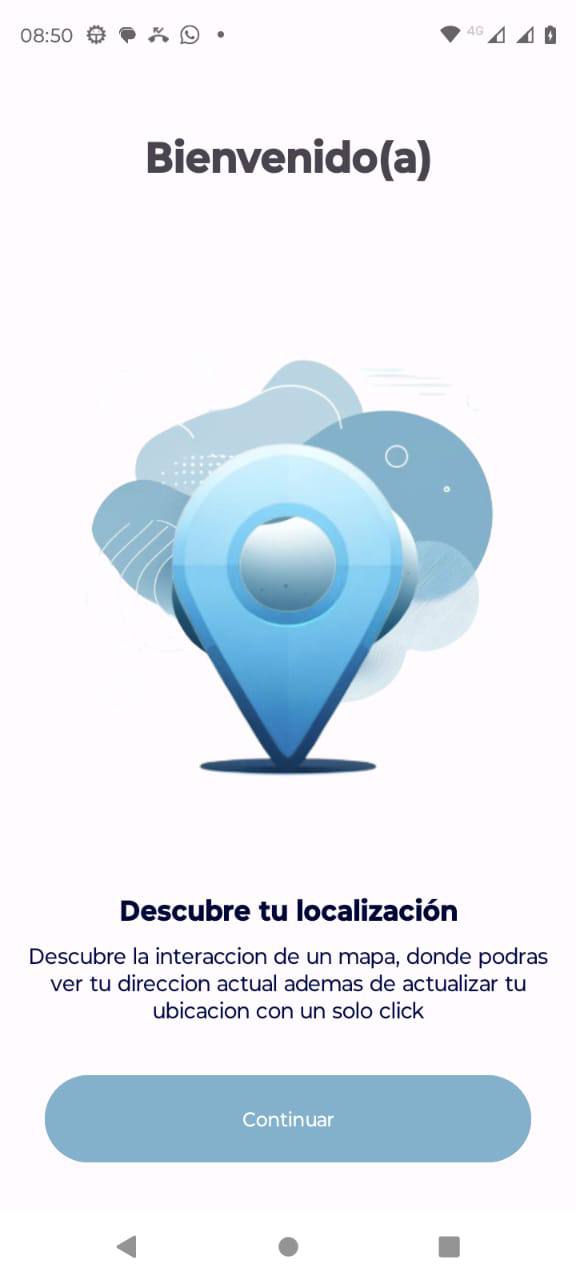 08:50
4G
Bienvenido(a)
Descubre tu localización
Descubre la interaccion de un mapa, donde podras
ver tu direccion actual ademas de actualizar tu
ubicacion con un solo click
Continuar